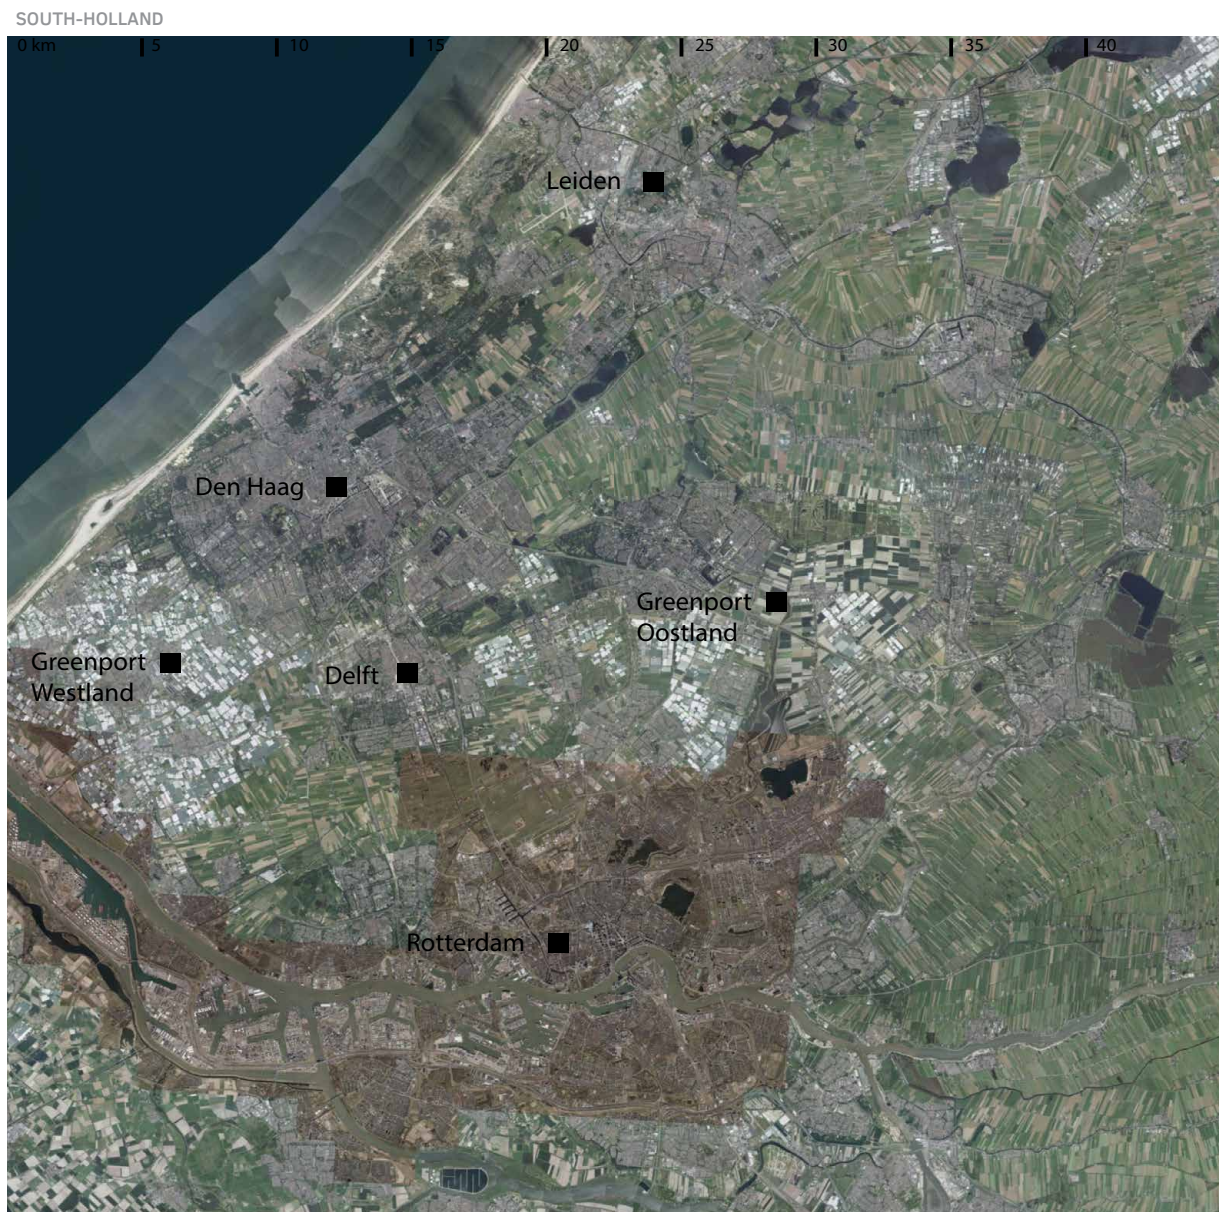 SOUTH-HOLLAND
0 km 5 10 15 20 25 30 35 40
Leiden
Den Haag
Greenport
Oostland
Greenport
Westland
Delft
Rotterdam